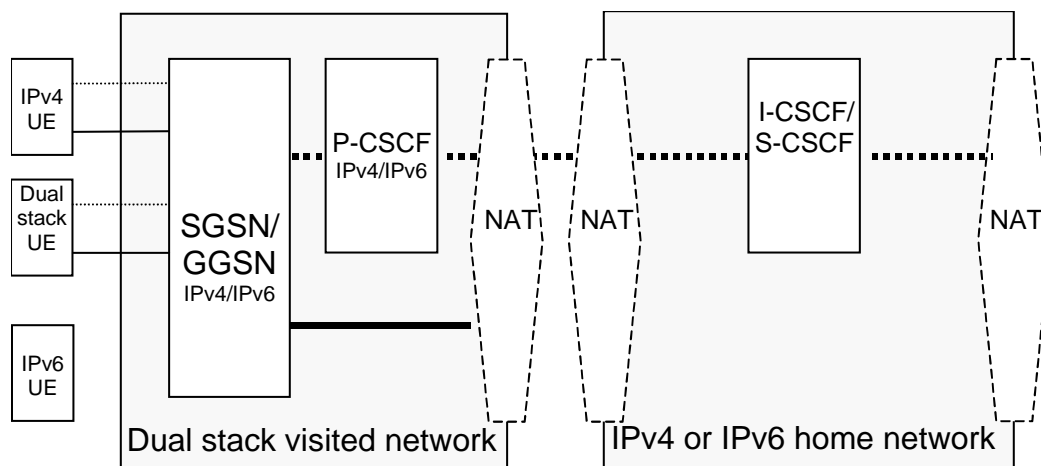 IPv4
UE
Dual
stack
UE
IPv6
UE
SGSN/
GGSN
IPv4/IPv6
P-CSCF
IPv4/IPv6
NAT
NAT
I-CSCF/
S-CSCF
NAT
Dual stack visited network
IPv4 or IPv6 home network